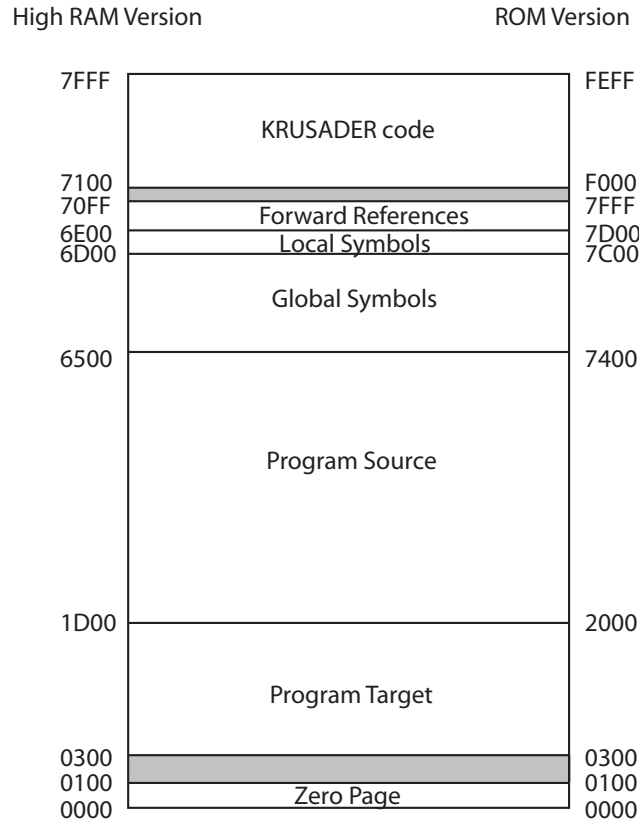 High RAM Version ROM Version
7FFF FEFF
KRUSADER code
7100 F000
70FF 7FFF
Forward References
6E00 7D00
Local Symbols
6D00 7C00
Global Symbols
6500 7400
Program Source
1D00 2000
Program Target
0300 0300
0100 0100
Zero Page
0000 0000